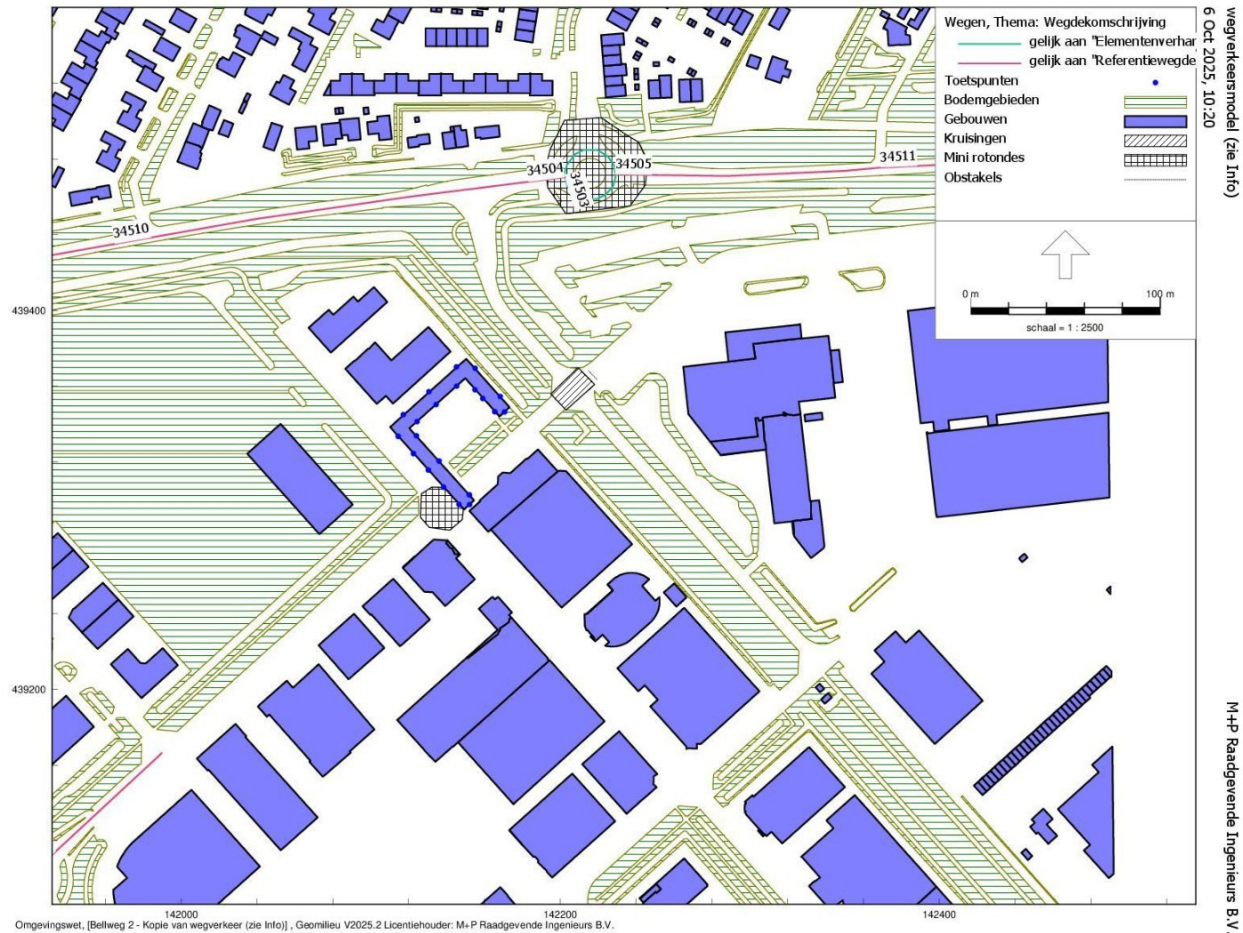 Wegen, Thema: Wegdekomschrijving
gelijk aan "Elementenverhar
gelijk aan "Referentiewegde
Toetspunten
Bodemgebieden
Gebouwen
Kruisingen
Mini rotondes
Obstakels
0 m 100 m
schaal = 1 : 2500
wegverkeersmodel (zie Info)
6 Oct 2025, 10:20
34504
34505
34503
34511
34510
439400
439200
142000
142200
142400
M+P Raadgevende Ingenieurs B.V.
Omgevingswet, [Bellweg 2 - Kopie van wegverkeer (zie Info)] , Geomilieu V2025.2 Licentiehouder: M+P Raadgevende Ingenieurs B.V.